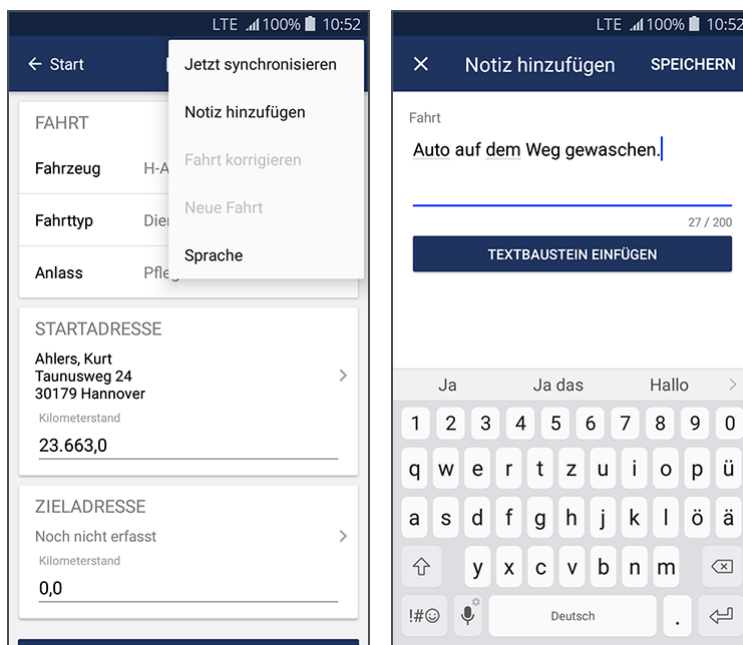 LTE 100% 10:52
Start
Jetzt synchronisieren
Notiz hinzufügen
Fahrt korrigieren
Neue Fahrt
Sprache
FAHRT
Fahrzeug H-A
Fahrttyp Dien
Anlass Pfleg
STARTADRESSE
Ahlers, Kurt
Taunusweg 24
30179 Hannover
Kilometerstand
23.663,0
ZIELADRESSE
Noch nicht erfasst
Kilometerstand
0,0
LTE 100% 10:52
Notiz hinzufügen SPEICHERN
Fahrt
Auto auf dem Weg gewaschen.
27 / 200
TEXTBAUSTEIN EINFÜGEN
Ja Ja das Hallo
1 2 3 4 5 6 7 8 9 0
q w e r t z u i o p ü
a s d f g h j k l ö ä
y x c v b n m
!#☺ Deutsch .